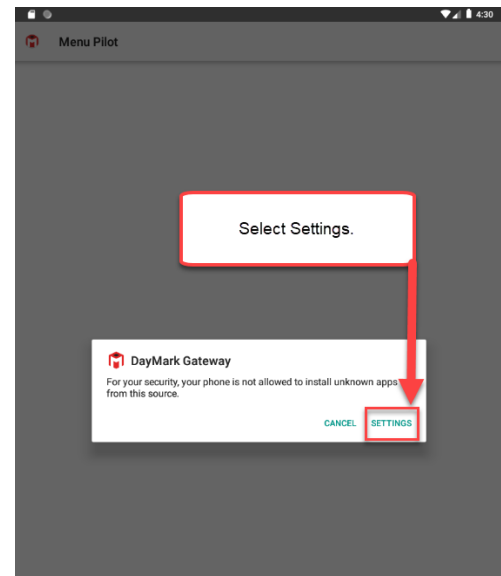 4:30
Menu Pilot
Select Settings.
DayMark Gateway
For your security, your phone is not allowed to install unknown apps
from this source.
CANCEL SETTINGS